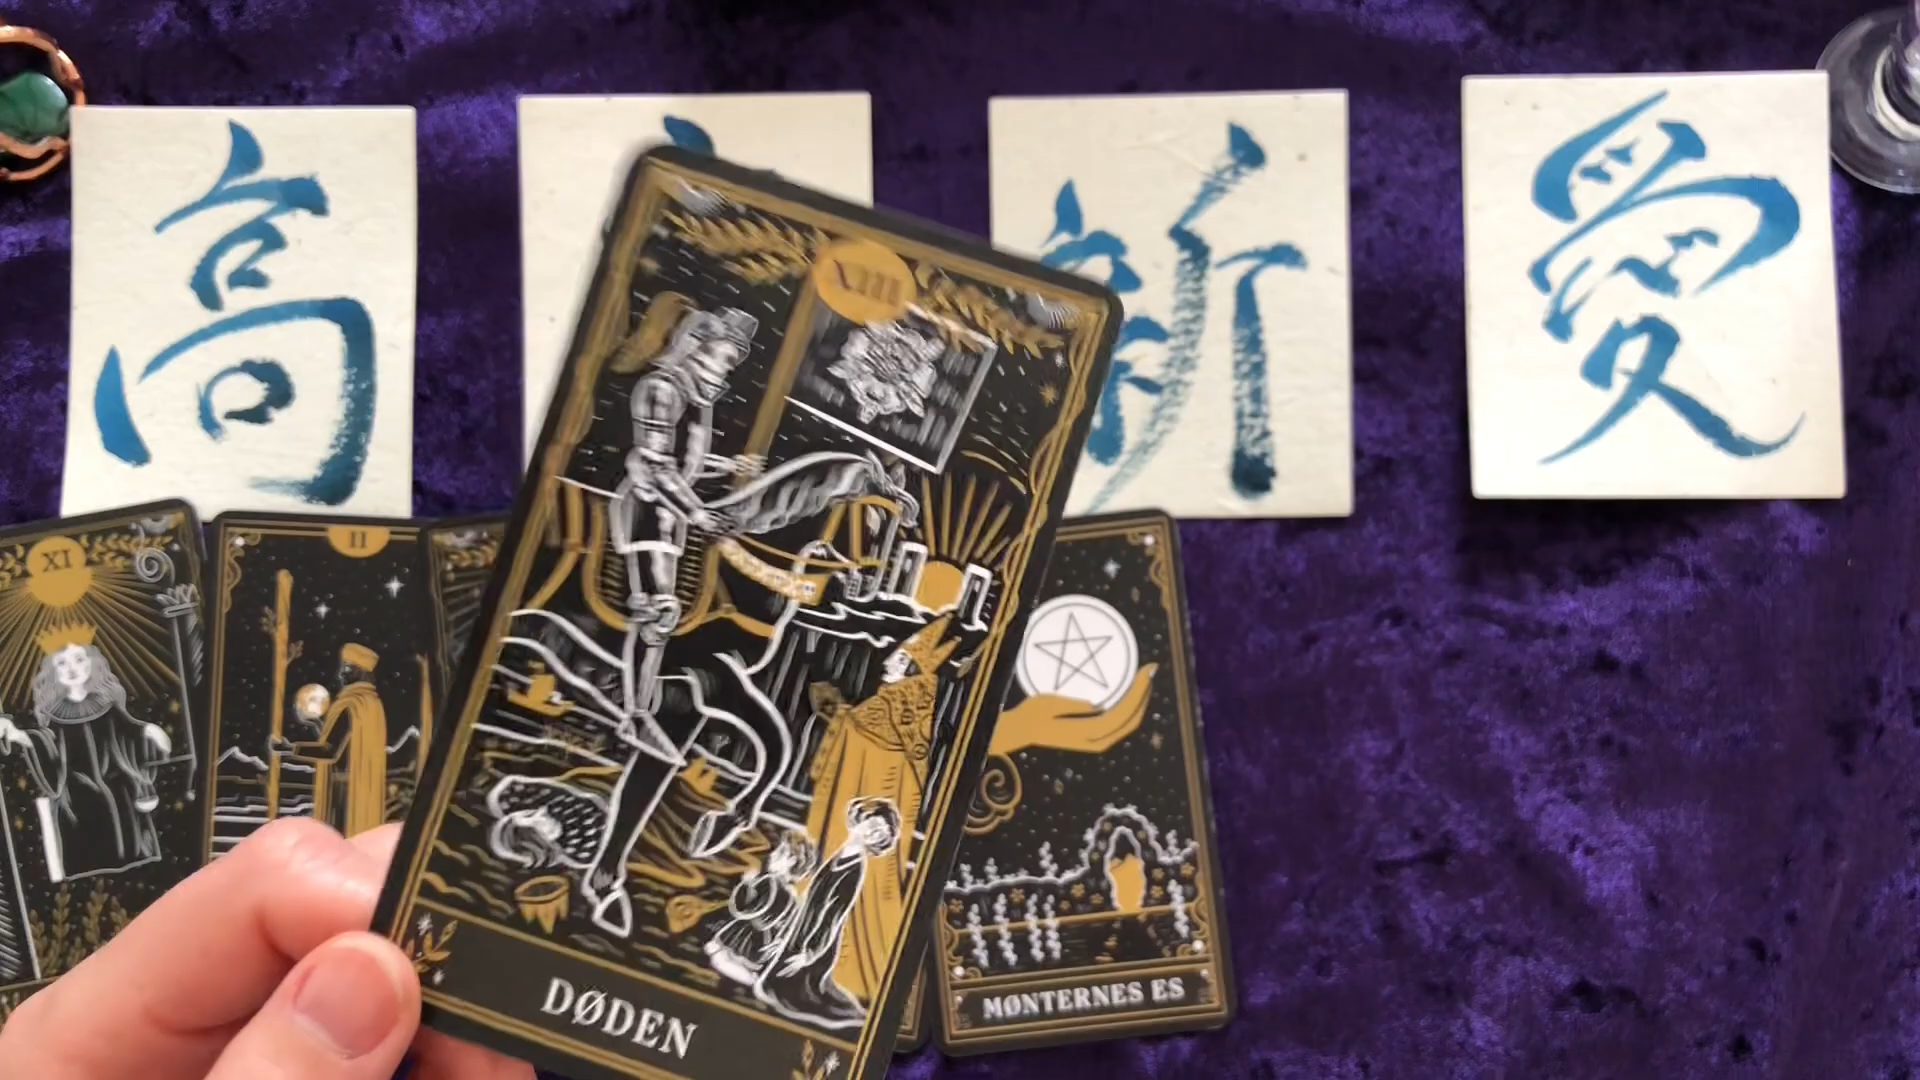 高
新
愛
XI
II
XIII
DØDEN
MØNTERNES ES